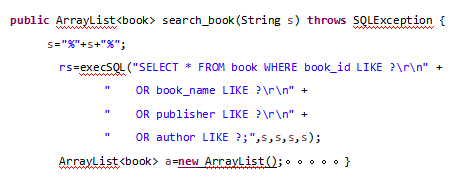 public ArrayList<book> search_book(String s) throws SQLException {
s="%"+s+"%";
rs=execSQL("SELECT * FROM book WHERE book_id LIKE ?\r\n" +
"    OR book_name LIKE ?\r\n" +
"    OR publisher LIKE ?\r\n" +
"    OR author LIKE ?;",s,s,s,s);
ArrayList<book> a=new ArrayList();∘∘∘∘∘}